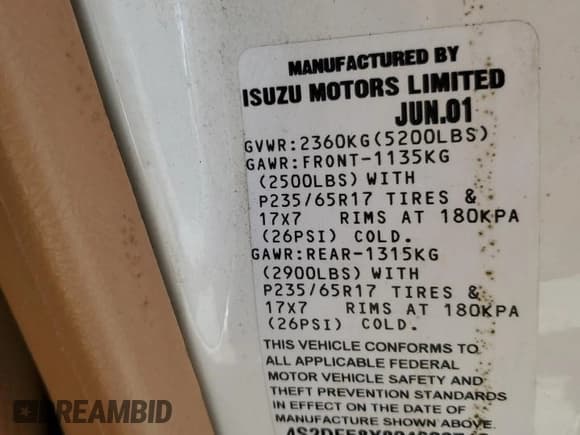 MANUFACTURED BY
ISUZU MOTORS LIMITED
JUN.01
GVWR:2360KG(5200LBS)
GAWR:FRONT-1135KG
(2500LBS) WITH
P235/65R17 TIRES &
17X7 RIMS AT 180KPA
(26PSI) COLD.
GAWR:REAR-1315KG
(2900LBS) WITH
P235/65R17 TIRES &
17X7 RIMS AT 180KPA
(26PSI) COLD.
THIS VEHICLE CONFORMS TO
ALL APPLICABLE FEDERAL
MOTOR VEHICLE SAFETY AND
THEFT PREVENTION STANDARDS
IN EFFECT ON THE DATE OF
MANUFACTURE SHOWN ABOVE.
DREAMBID